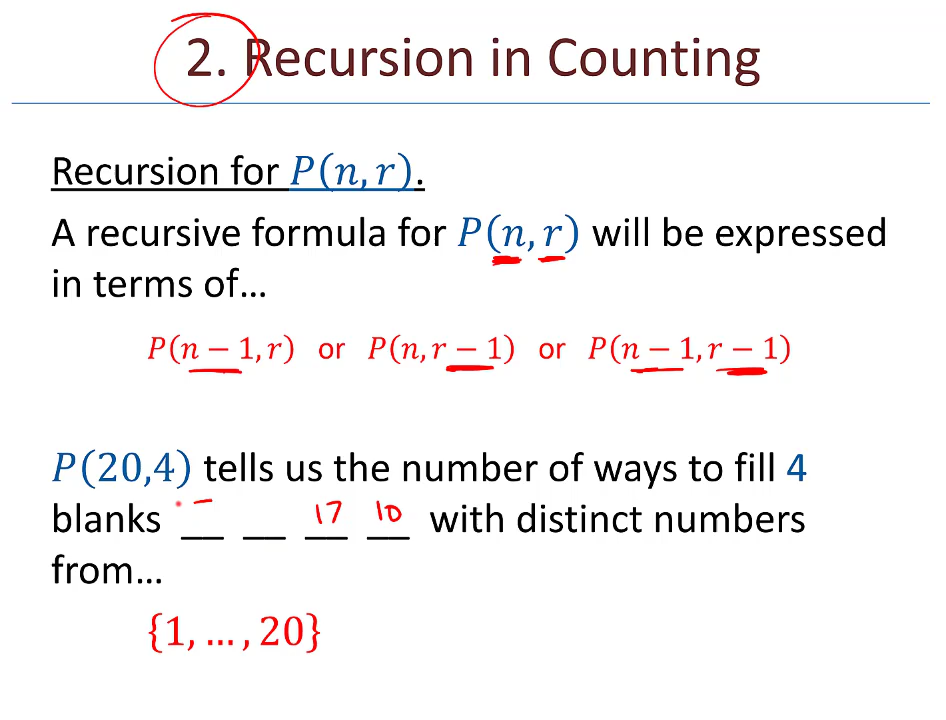 2. Recursion in Counting
Recursion for P(n, r).
A recursive formula for P(n, r) will be expressed
in terms of…
P(n − 1, r) or P(n, r − 1) or P(n − 1, r − 1)
P(20,4) tells us the number of ways to fill 4
blanks __ __ 17 10 with distinct numbers
from…
{1, … , 20}